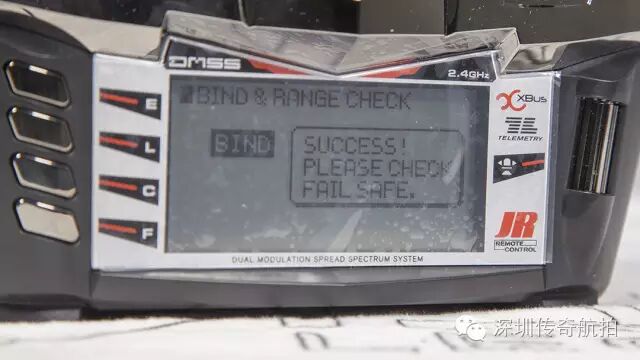 DMSS
2.4GHz
BIND & RANGE CHECK
BIND
SUCCESS!
PLEASE CHECK
FAIL SAFE.
E
L
C
F
XBus
TELEMETRY
JR
REMOTE
CONTROL
DUAL MODULATION SPREAD SPECTRUM SYSTEM
深圳传奇航拍